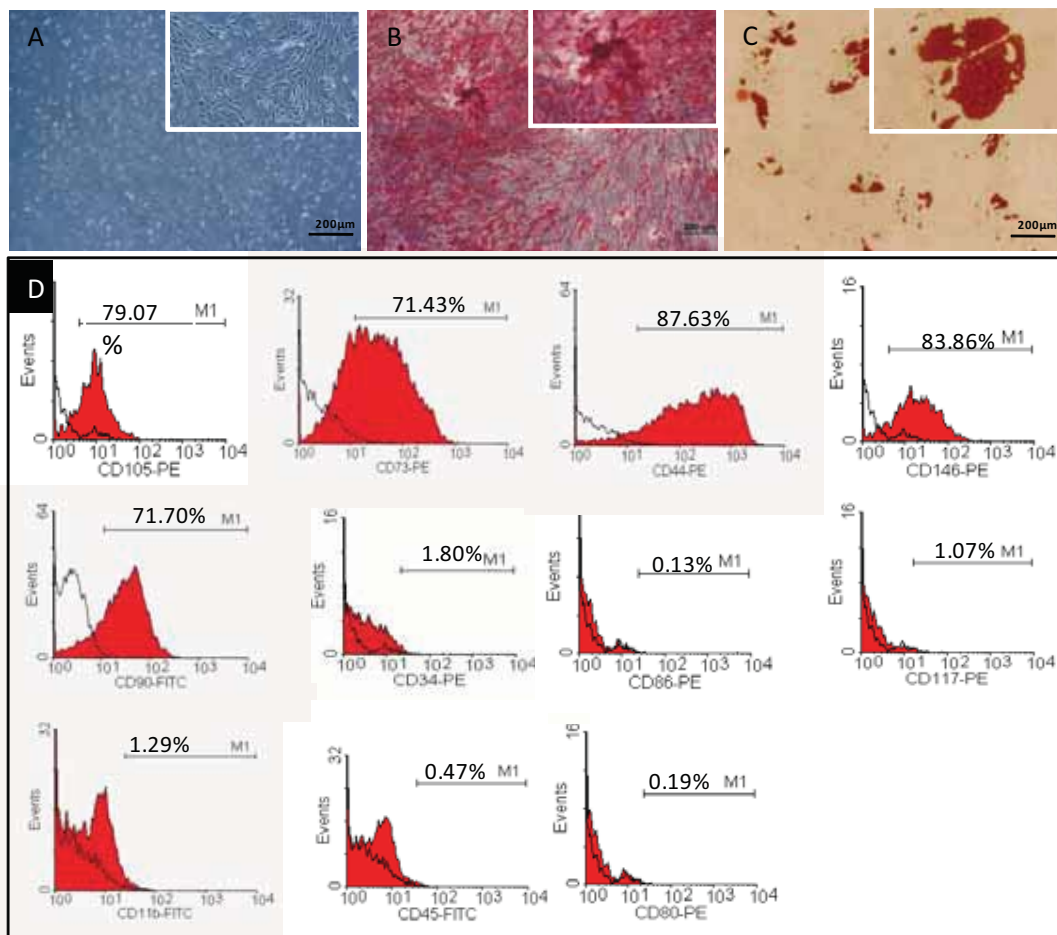 A
200µm
B
C
200µm
D
79.07
%
M1
Events
0
10⁰ 10¹ 10² 10³ 10⁴
CD105-PE
32
71.43% M1
Events
0
10⁰ 10¹ 10² 10³ 10⁴
CD73-PE
64
87.63% M1
Events
0
10⁰ 10¹ 10² 10³ 10⁴
CD44-PE
16
83.86% M1
Events
0
10⁰ 10¹ 10² 10³ 10⁴
CD146-PE
64
71.70% M1
Events
0
10⁰ 10¹ 10² 10³ 10⁴
CD90-FITC
16
1.80% M1
Events
0
10⁰ 10¹ 10² 10³ 10⁴
CD34-PE
16
0.13% M1
Events
0
10⁰ 10¹ 10² 10³ 10⁴
CD86-PE
16
1.07% M1
Events
0
10⁰ 10¹ 10² 10³ 10⁴
CD117-PE
32
1.29% M1
Events
0
10⁰ 10¹ 10² 10³ 10⁴
CD11b-FITC
32
0.47% M1
Events
0
10⁰ 10¹ 10² 10³ 10⁴
CD45-FITC
16
0.19% M1
Events
0
10⁰ 10¹ 10² 10³ 10⁴
CD80-PE